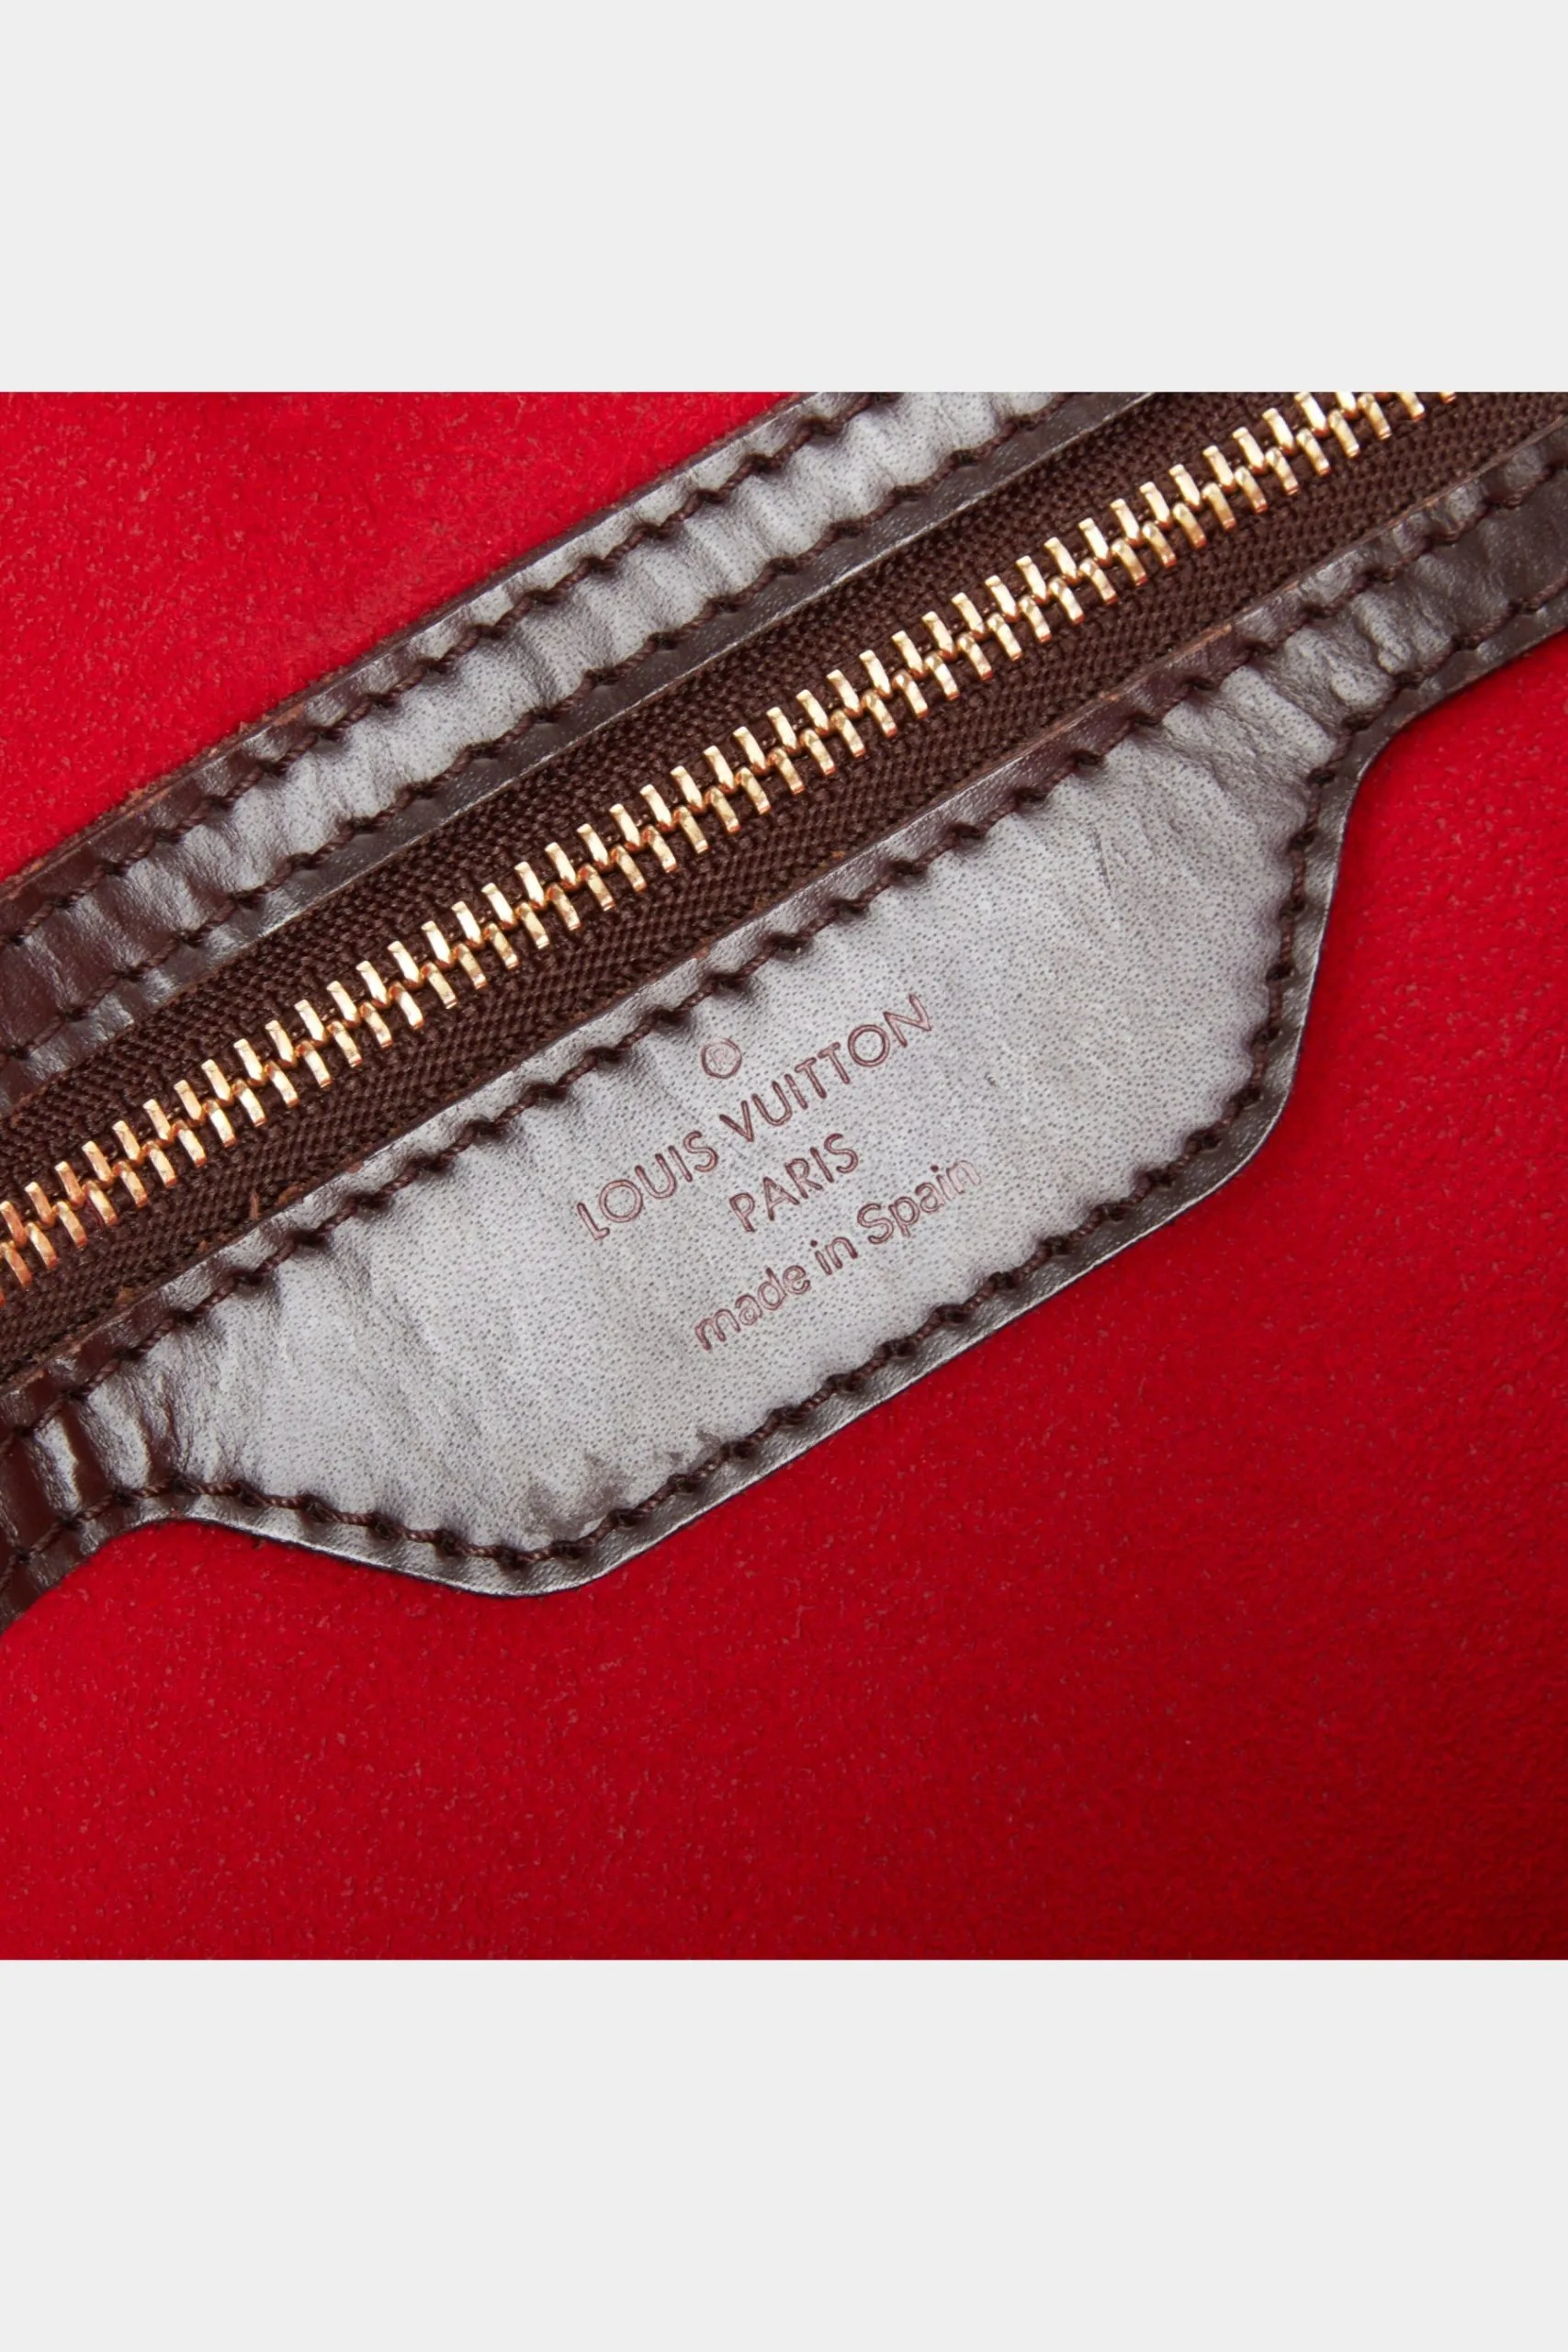 ®
LOUIS VUITTON
PARIS
made in Spain